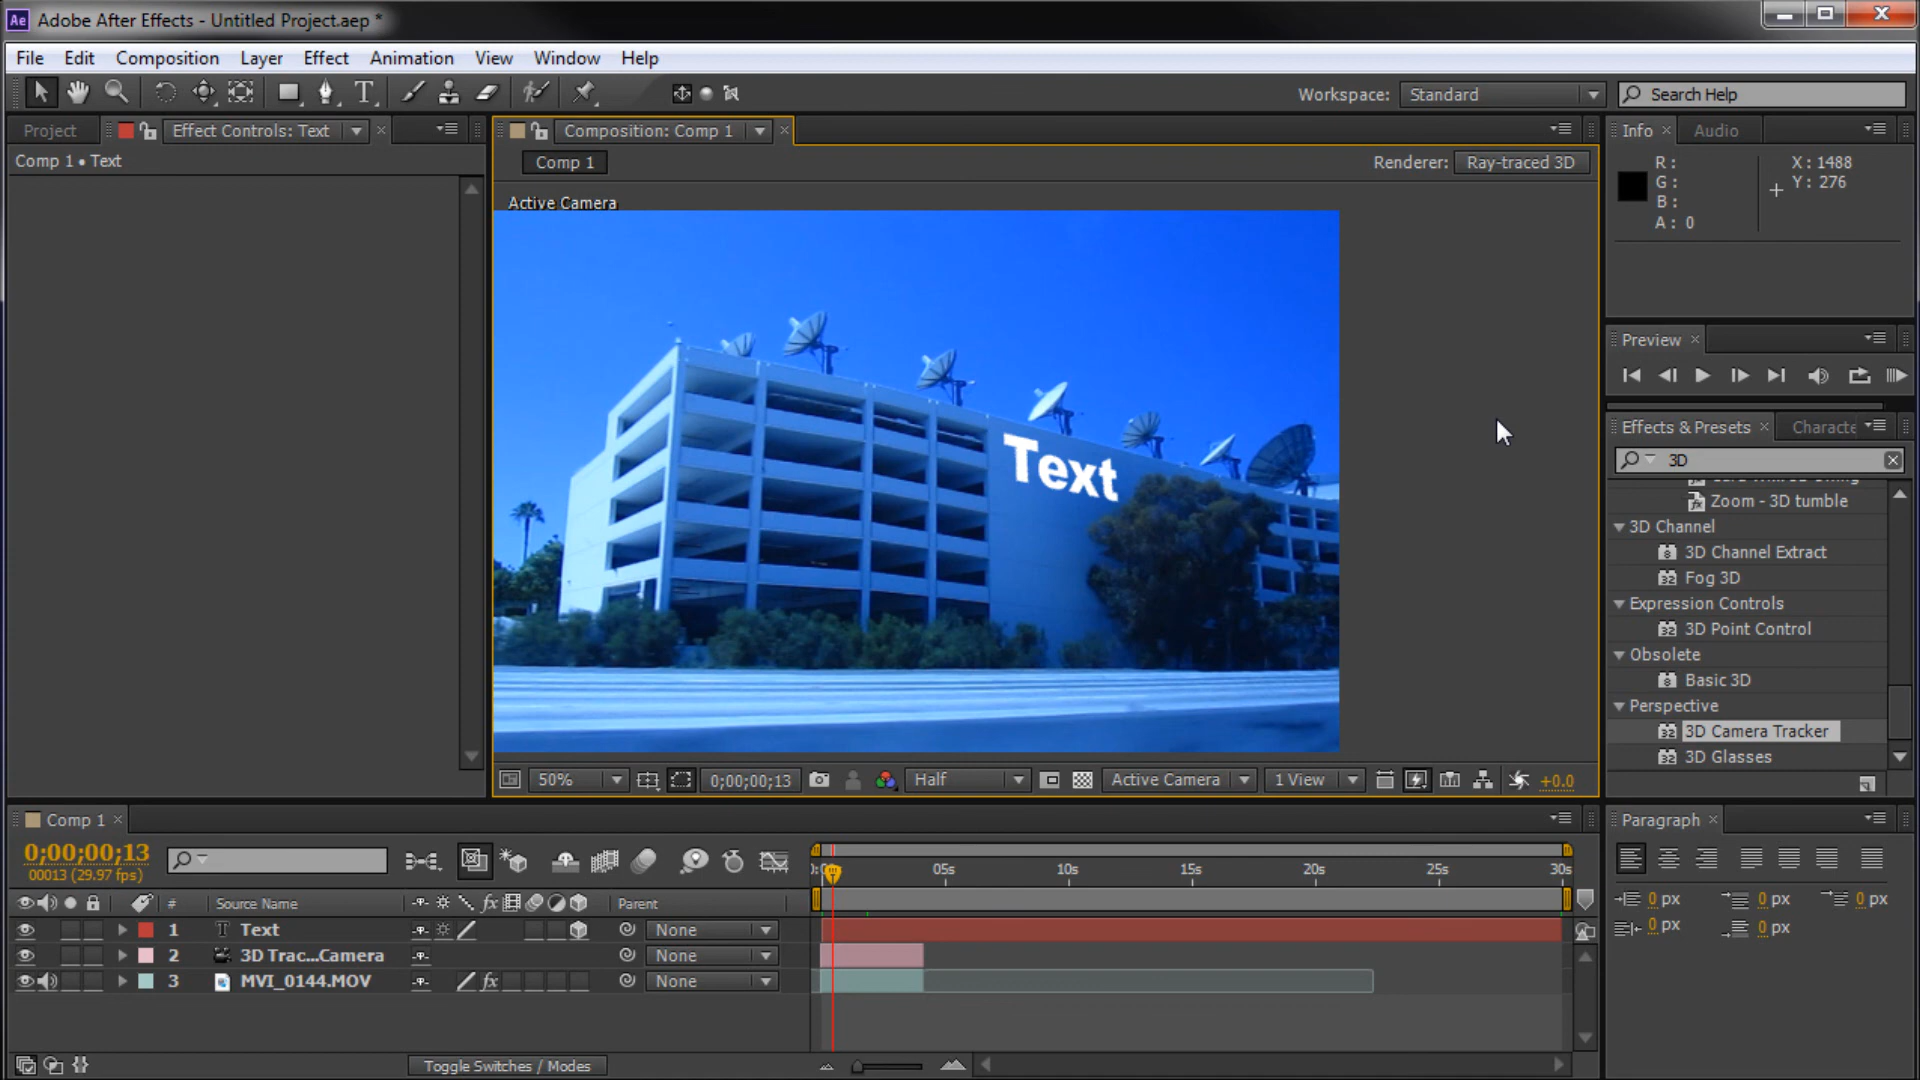 Ae Adobe After Effects - Untitled Project.aep *
File Edit Composition Layer Effect Animation View Window Help
T Workspace: Standard Search Help
Project Effect Controls: Text Composition: Comp 1 Info Audio
Comp 1 • Text
Comp 1 Renderer: Ray-traced 3D
R: X: 1488
G: Y: 276
B:
A: 0
Active Camera
Preview
Effects & Presets Characte
3D
Zoom - 3D tumble
3D Channel
3D Channel Extract
Fog 3D
Expression Controls
3D Point Control
Obsolete
Basic 3D
Perspective
3D Camera Tracker
3D Glasses
Text
50% 0;00;00;13 Half Active Camera 1 View +0.0
Comp 1 Paragraph
0;00;00;13
00013 (29.97 fps)
05s 10s 15s 20s 25s 30s
0 px 0 px 0 px
0 px 0 px
# Source Name fx Parent
1 T Text None
2 3D Trac...Camera None
3 MVI_0144.MOV fx None
Toggle Switches / Modes